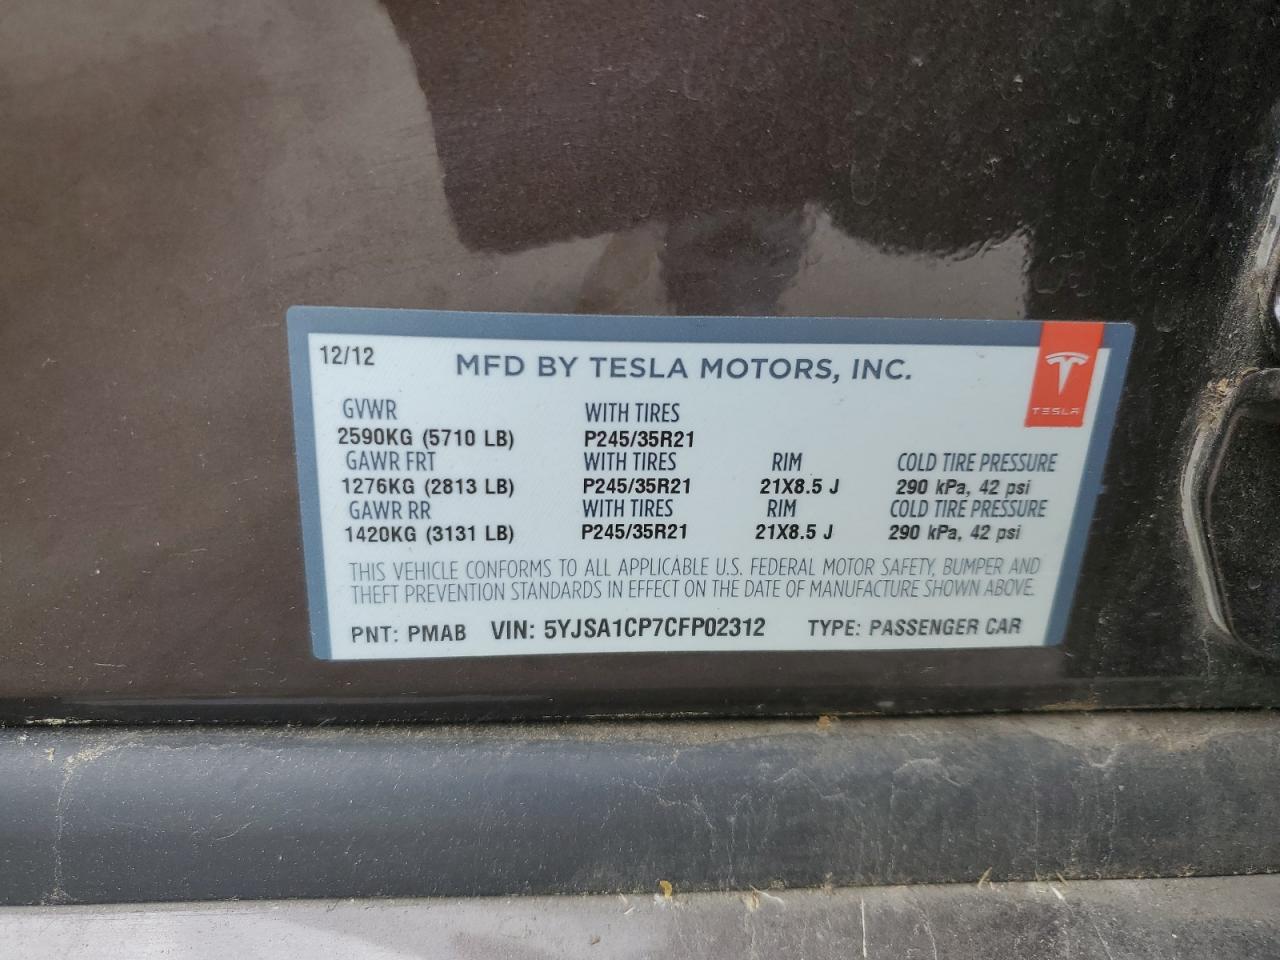 12/12 MFD BY TESLA MOTORS, INC.
TESLA
GVWR WITH TIRES
2590KG (5710 LB) P245/35R21
GAWR FRT WITH TIRES RIM COLD TIRE PRESSURE
1276KG (2813 LB) P245/35R21 21X8.5 J 290 kPa, 42 psi
GAWR RR WITH TIRES RIM COLD TIRE PRESSURE
1420KG (3131 LB) P245/35R21 21X8.5 J 290 kPa, 42 psi
THIS VEHICLE CONFORMS TO ALL APPLICABLE U.S. FEDERAL MOTOR SAFETY, BUMPER AND
THEFT PREVENTION STANDARDS IN EFFECT ON THE DATE OF MANUFACTURE SHOWN ABOVE.
PNT: PMAB VIN: 5YJSA1CP7CFP02312 TYPE: PASSENGER CAR